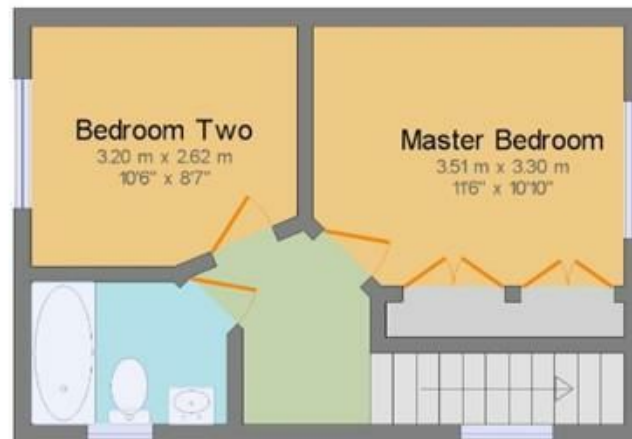 Bedroom Two
3.20 m x 2.62 m
10'6" x 8'7"
Master Bedroom
3.51 m x 3.30 m
11'6" x 10'10"